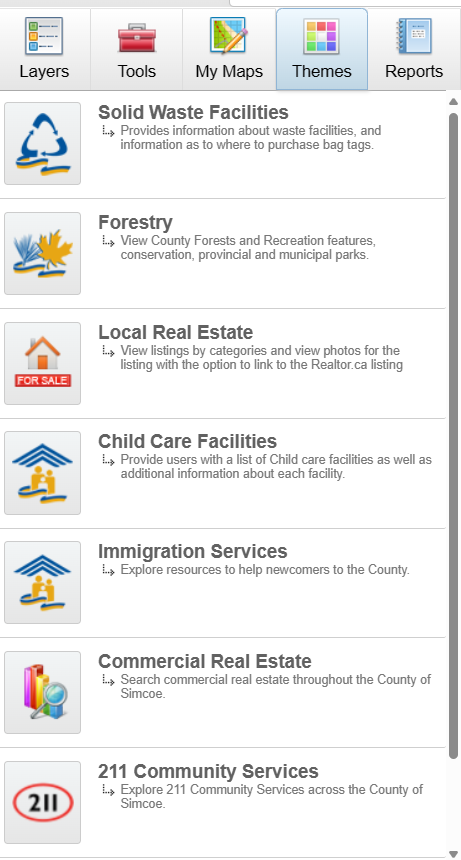 Layers
Tools
My Maps
Themes
Reports
Solid Waste Facilities
Provides information about waste facilities, and
information as to where to purchase bag tags.
Forestry
View County Forests and Recreation features,
conservation, provincial and municipal parks.
FOR SALE
Local Real Estate
View listings by categories and view photos for the
listing with the option to link to the Realtor.ca listing
Child Care Facilities
Provide users with a list of Child care facilities as well as
additional information about each facility.
Immigration Services
Explore resources to help newcomers to the County.
Commercial Real Estate
Search commercial real estate throughout the County of
Simcoe.
211
211 Community Services
Explore 211 Community Services across the County of
Simcoe.